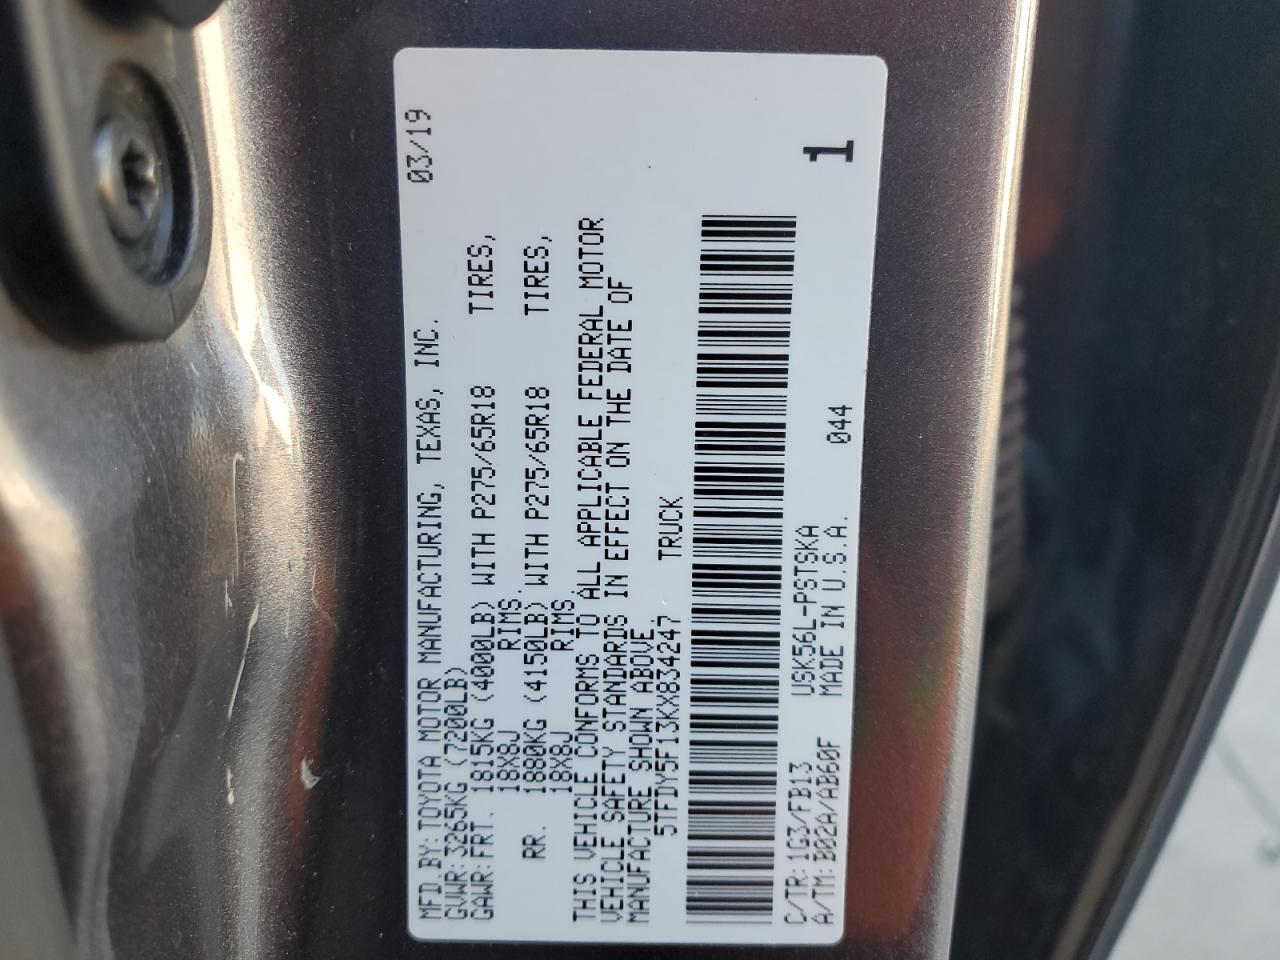 MFD.BY:TOYOTA MOTOR MANUFACTURING, TEXAS, INC. 03/19
GVWR:3265KG (7200LB)
GAWR:FRT. 1815KG (4000LB) WITH P275/65R18 TIRES,
18X8J RIMS.
RR. 1880KG (4150LB) WITH P275/65R18 TIRES,
18X8J RIMS.
THIS VEHICLE CONFORMS TO ALL APPLICABLE FEDERAL MOTOR
VEHICLE SAFETY STANDARDS IN EFFECT ON THE DATE OF
MANUFACTURE SHOWN ABOVE.
5TFDY5F13KX834247 TRUCK
C/TR:1G3/FB13 USK56L-PSTSKA 044 1
A/TM:B02A/AB60F MADE IN U.S.A.